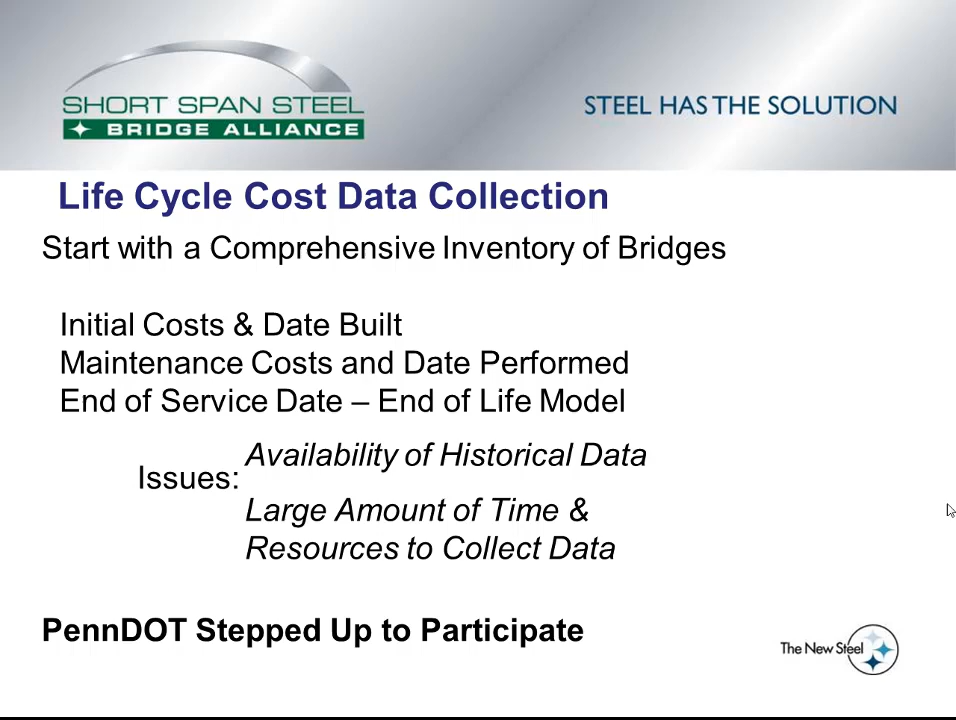 SHORT SPAN STEEL
BRIDGE ALLIANCE
STEEL HAS THE SOLUTION
Life Cycle Cost Data Collection
Start with a Comprehensive Inventory of Bridges
Initial Costs & Date Built
Maintenance Costs and Date Performed
End of Service Date – End of Life Model
Issues:
Availability of Historical Data
Large Amount of Time &
Resources to Collect Data
PennDOT Stepped Up to Participate
The New Steel